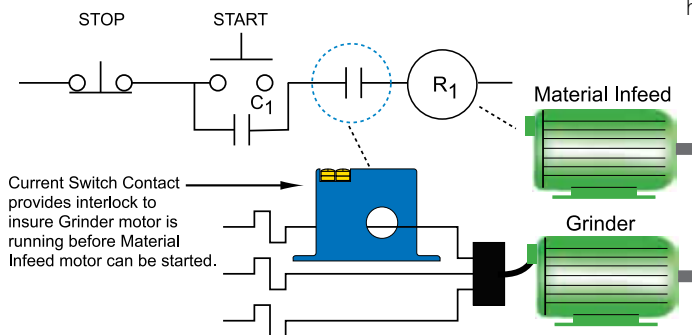 STOP
START
h
C1
R1
Material Infeed
Current Switch Contact
provides interlock to
insure Grinder motor is
running before Material
Infeed motor can be started.
Grinder